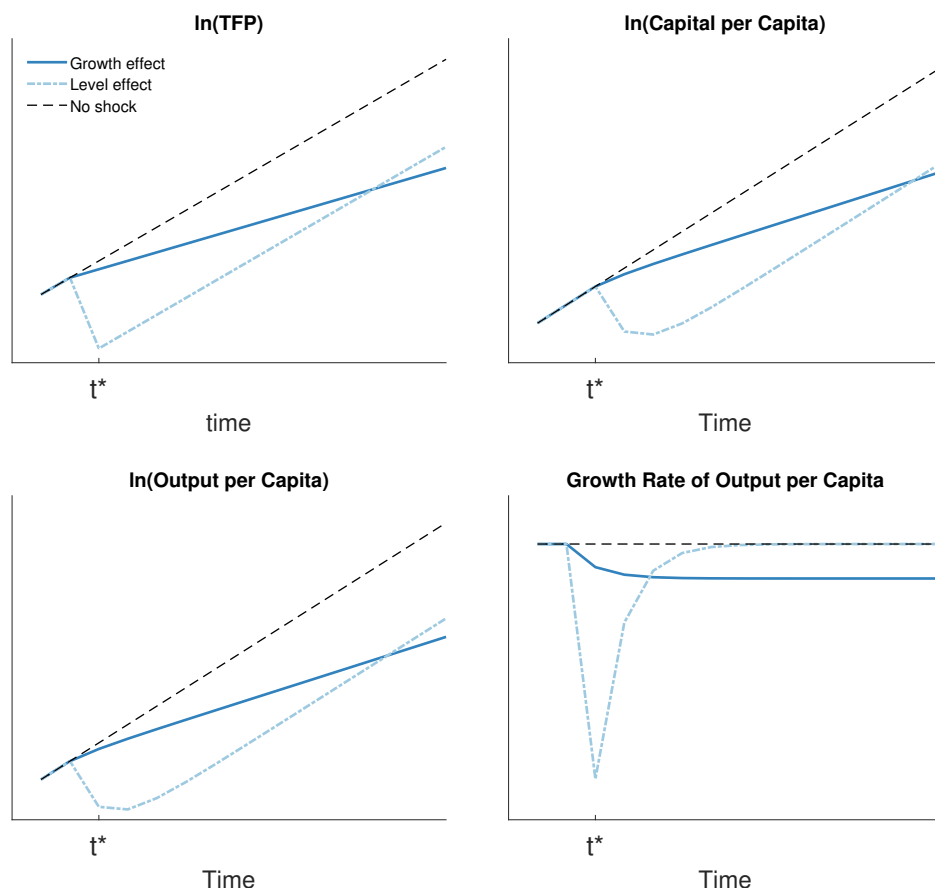 ln(TFP)
Growth effect
Level effect
No shock
t*
time
ln(Capital per Capita)
t*
Time
ln(Output per Capita)
t*
Time
Growth Rate of Output per Capita
t*
Time